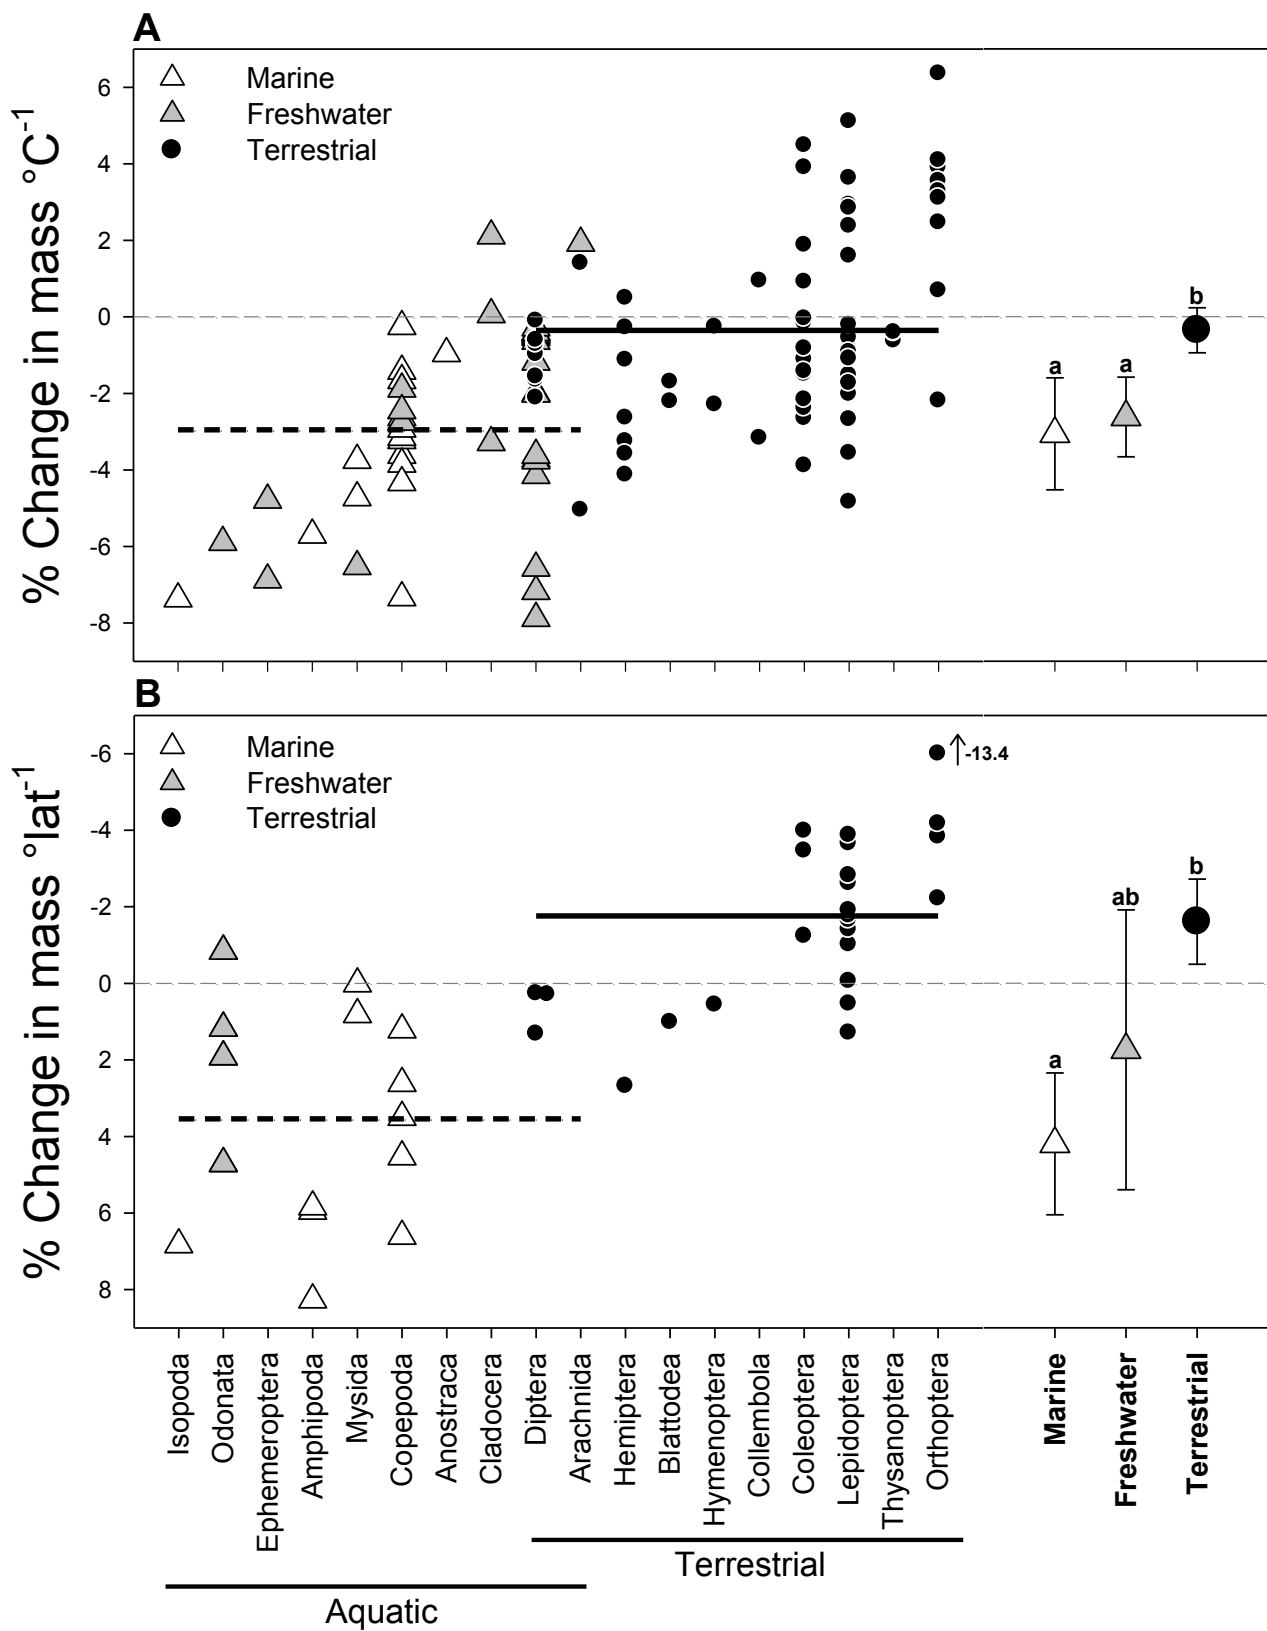 A
% Change in mass °C-1
Marine
Freshwater
Terrestrial
6
4
2
0
-2
-4
-6
-8
a
a
b
B
% Change in mass °lat-1
Marine
Freshwater
Terrestrial
-6
-4
-2
0
2
4
6
8
-13.4
a
ab
b
Isopoda
Odonata
Ephemeroptera
Amphipoda
Mysida
Copepoda
Anostraca
Cladocera
Diptera
Arachnida
Hemiptera
Blattodea
Hymenoptera
Collembola
Coleoptera
Lepidoptera
Thysanoptera
Orthoptera
Marine
Freshwater
Terrestrial
Terrestrial
Aquatic